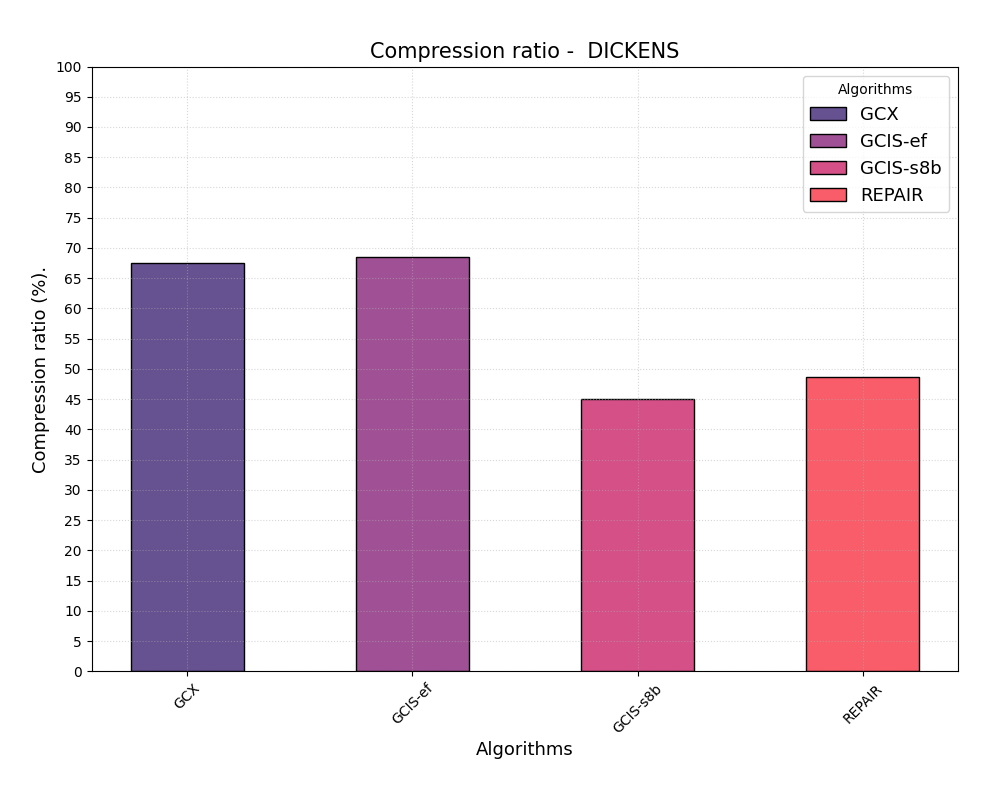 Compression ratio -  DICKENS
100
95
90
85
80
75
70
65
60
55
50
45
40
35
30
25
20
15
10
5
0
Compression ratio (%).
Algorithms
GCX
GCIS-ef
GCIS-s8b
REPAIR
GCX
GCIS-ef
GCIS-s8b
REPAIR
Algorithms